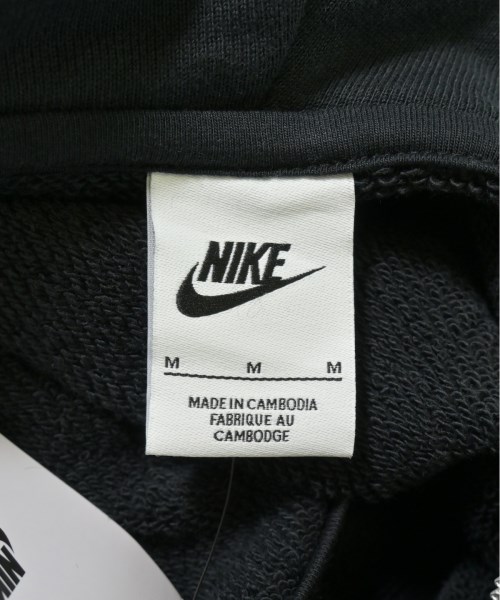 NIKE
M M M
MADE IN CAMBODIA
FABRIQUE AU
CAMBODGE